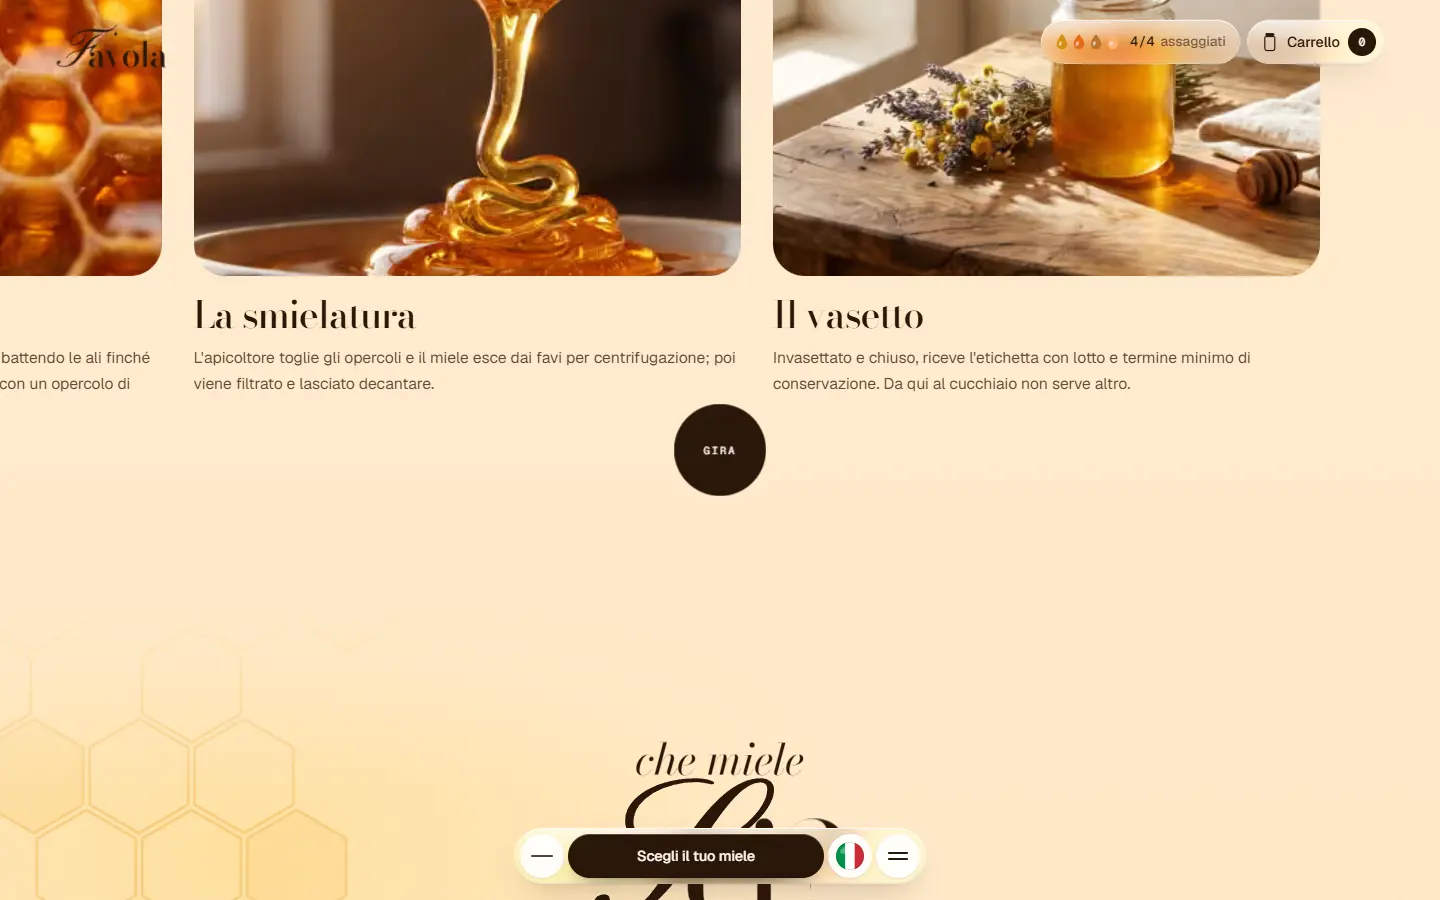 Favola
4/4 assaggiati
Carrello 0
La smielatura
Il vasetto
battendo le ali finché
con un opercolo di
L'apicoltore toglie gli opercoli e il miele esce dai favi per centrifugazione; poi
viene filtrato e lasciato decantare.
Invasettato e chiuso, riceve l'etichetta con lotto e termine minimo di
conservazione. Da qui al cucchiaio non serve altro.
GIRA
che miele
Scegli il tuo miele